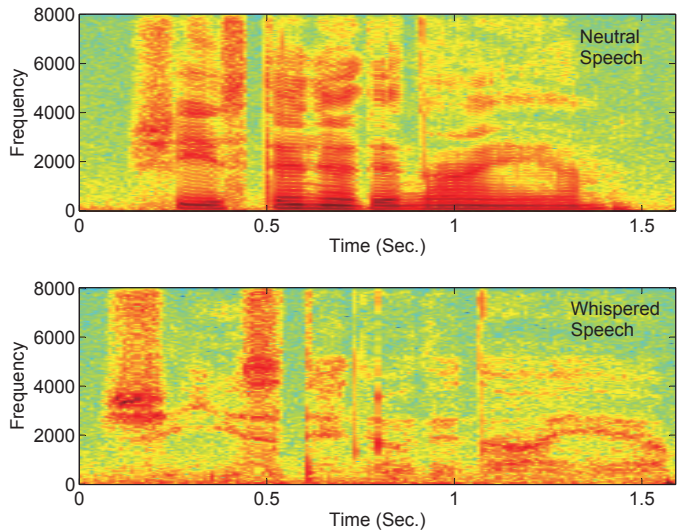 8000
Neutral
Speech
6000
Frequency
4000
2000
0
0 0.5 1 1.5
Time (Sec.)
8000
Whispered
Speech
6000
Frequency
4000
2000
0
0 0.5 1 1.5
Time (Sec.)